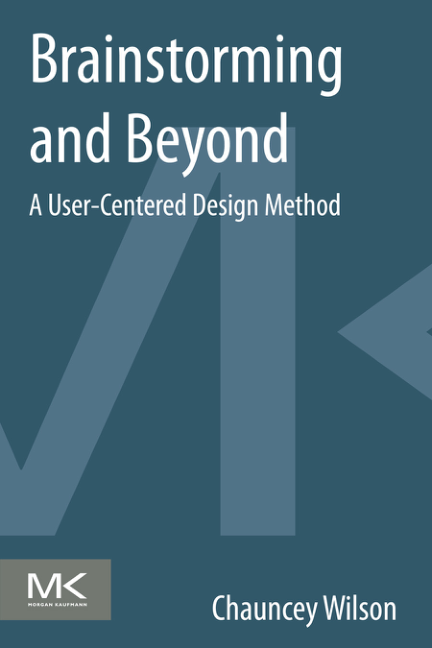 Brainstorming
and Beyond
A User-Centered Design Method
MK
MORGAN KAUFMANN
Chauncey Wilson